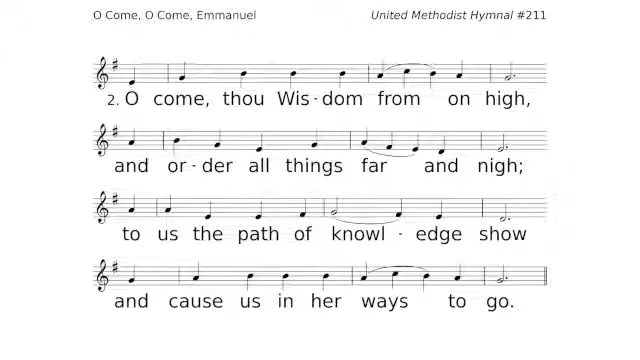 O Come, O Come, Emmanuel
United Methodist Hymnal #211
2. O come, thou Wis-dom from on high,
and or-der all things far and nigh;
to us the path of knowl-edge show
and cause us in her ways to go.